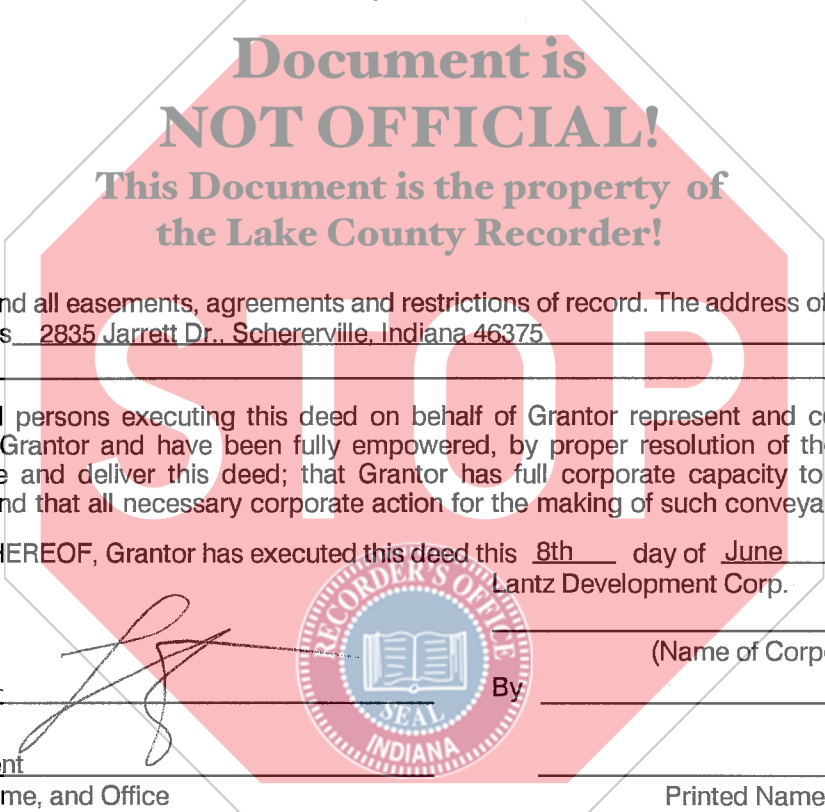 Document is
NOT OFFICIAL!
This Document is the property of
the Lake County Recorder!
nd all easements, agreements and restrictions of record. The address of
s 2835 Jarrett Dr., Schererville, Indiana 46375
STOP
persons executing this deed on behalf of Grantor represent and c
Grantor and have been fully empowered, by proper resolution of th
e and deliver this deed; that Grantor has full corporate capacity to
nd that all necessary corporate action for the making of such conveya
HEREOF, Grantor has executed this deed this 8th day of June
Lantz Development Corp.
(Name of Corp
By
RECORDER'S OFFICE
SEAL
INDIANA
nt
me, and Office Printed Name